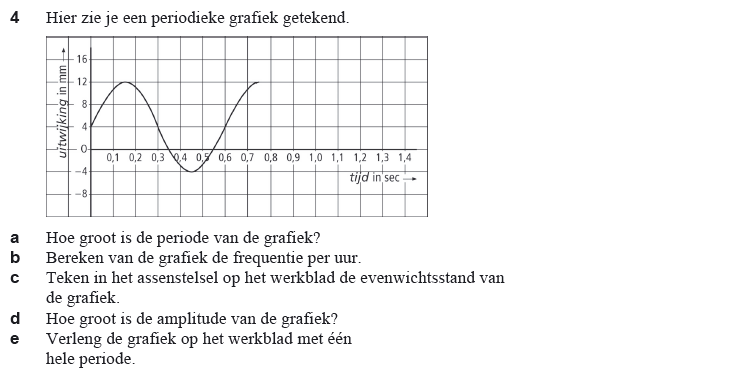 4 Hier zie je een periodieke grafiek getekend.
uitwijking in mm
16
12
8
4
0
0,1 0,2 0,3 0,4 0,5 0,6 0,7 0,8 0,9 1,0 1,1 1,2 1,3 1,4
-4
tijd in sec
-8
a Hoe groot is de periode van de grafiek?
b Bereken van de grafiek de frequentie per uur.
c Teken in het assenstelsel op het werkblad de evenwichtsstand van
de grafiek.
d Hoe groot is de amplitude van de grafiek?
e Verleng de grafiek op het werkblad met één
hele periode.